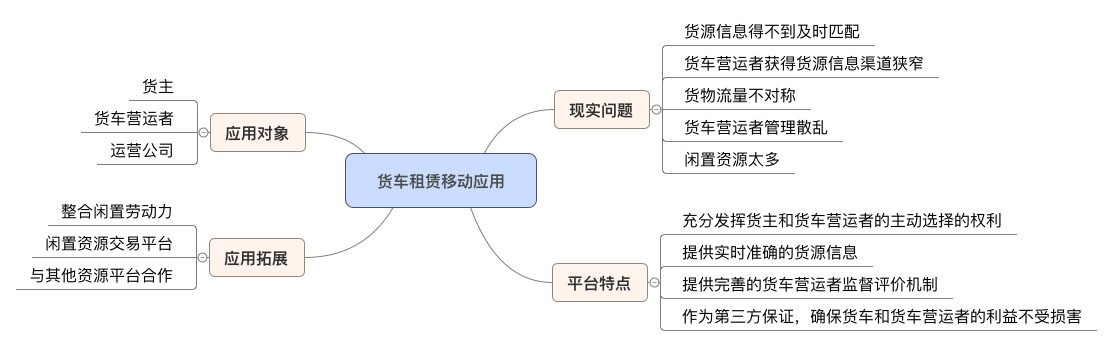 货车租赁移动应用
现实问题
货源信息得不到及时匹配
货车营运者获得货源信息渠道狭窄
货物流量不对称
货车营运者管理散乱
闲置资源太多
平台特点
充分发挥货主和货车营运者的主动选择的权利
提供实时准确的货源信息
提供完善的货车营运者监督评价机制
作为第三方保证，确保货车和货车营运者的利益不受损害
应用对象
货主
货车营运者
运营公司
应用拓展
整合闲置劳动力
闲置资源交易平台
与其他资源平台合作